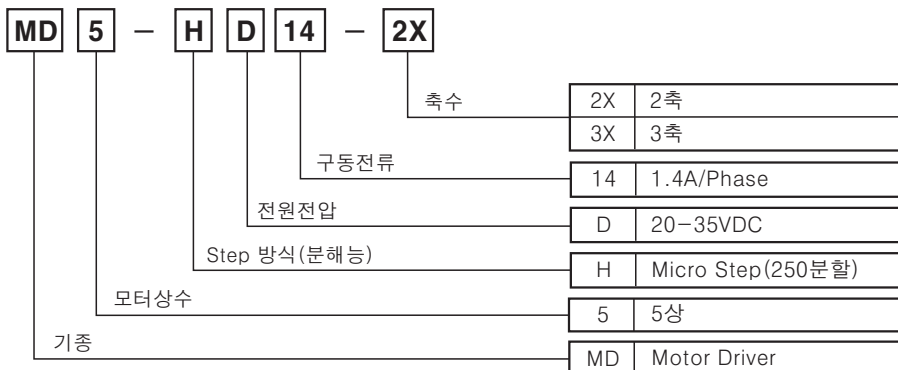 MD 5 - H D 14 - 2X
축수
2X 2축
3X 3축
구동전류
14 1.4A/Phase
전원전압
D 20-35VDC
Step 방식(분해능)
H Micro Step(250분할)
모터상수
5 5상
기종
MD Motor Driver